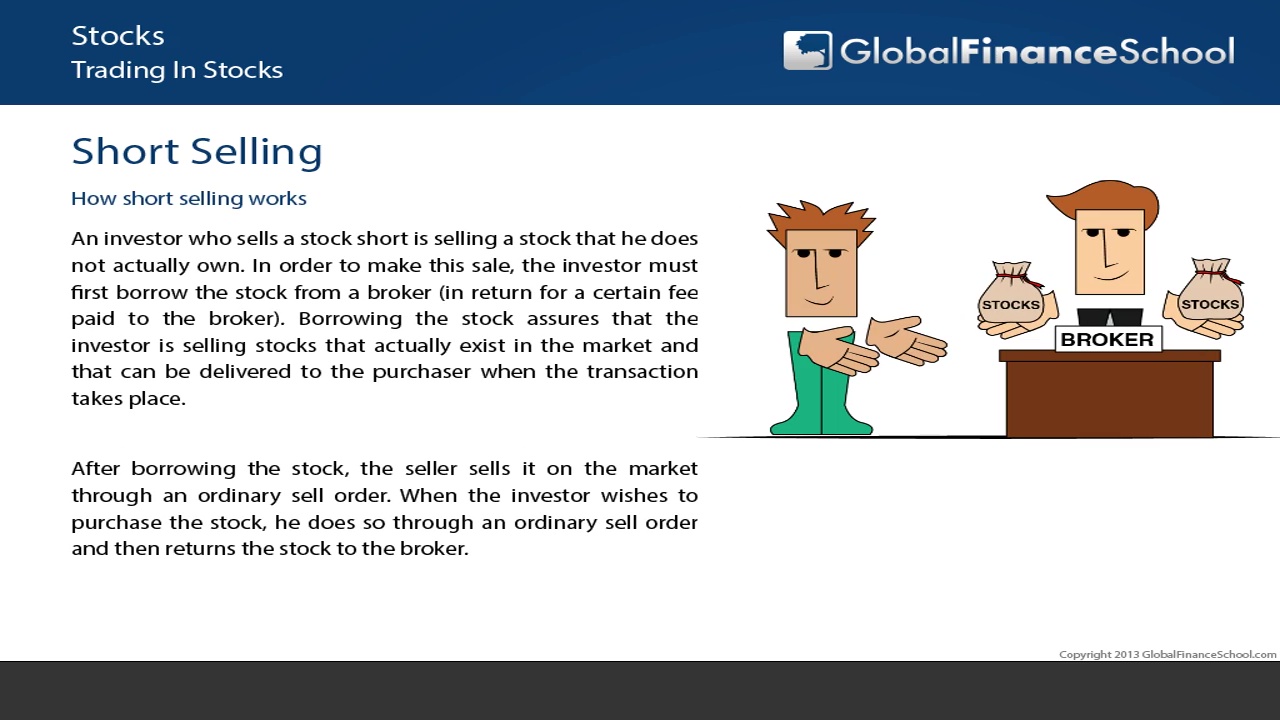 Stocks
Trading In Stocks
GlobalFinanceSchool
Short Selling
How short selling works
An investor who sells a stock short is selling a stock that he does
not actually own. In order to make this sale, the investor must
first borrow the stock from a broker (in return for a certain fee
paid to the broker). Borrowing the stock assures that the
investor is selling stocks that actually exist in the market and
that can be delivered to the purchaser when the transaction
takes place.
After borrowing the stock, the seller sells it on the market
through an ordinary sell order. When the investor wishes to
purchase the stock, he does so through an ordinary sell order
and then returns the stock to the broker.
STOCKS
STOCKS
BROKER
Copyright 2013 GlobalFinanceSchool.com